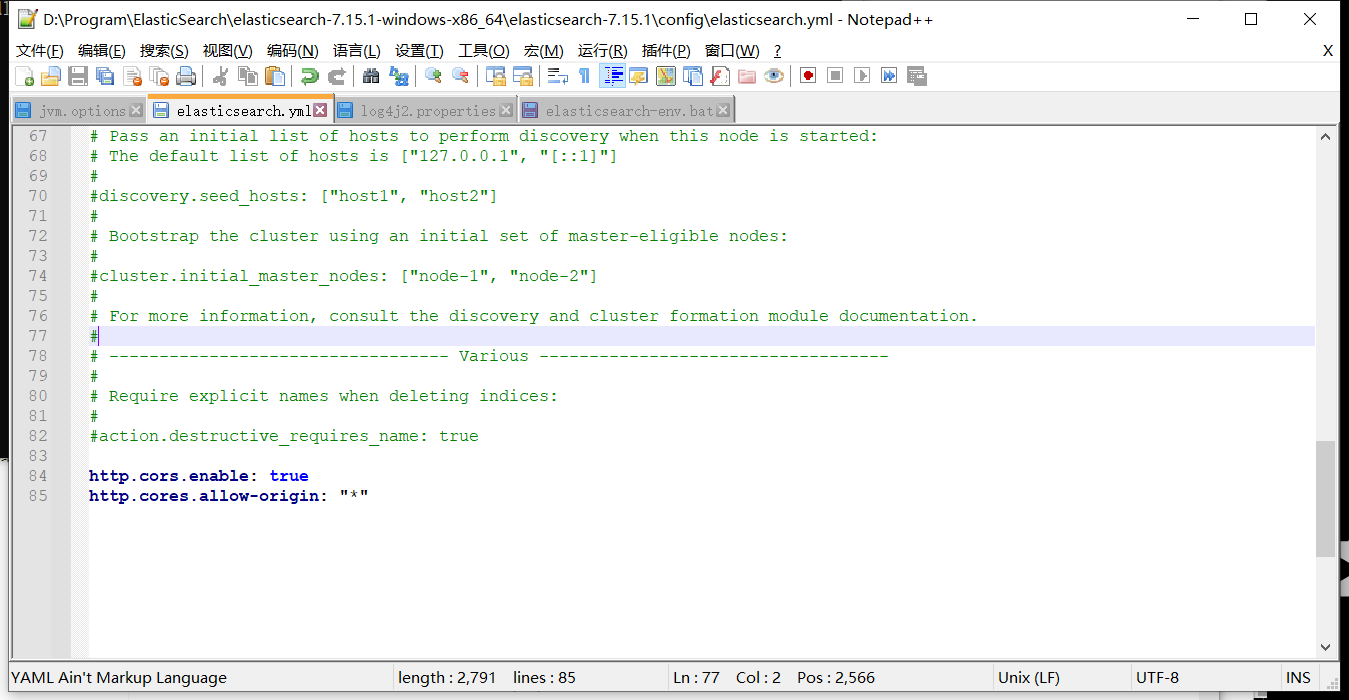 D:\Program\ElasticSearch\elasticsearch-7.15.1-windows-x86_64\elasticsearch-7.15.1\config\elasticsearch.yml - Notepad++
文件(F) 编辑(E) 搜索(S) 视图(V) 编码(N) 语言(L) 设置(T) 工具(O) 宏(M) 运行(R) 插件(P) 窗口(W) ? X
jvm.options elasticsearch.yml log4j2.properties elasticsearch-env.bat
67 # Pass an initial list of hosts to perform discovery when this node is started:
68 # The default list of hosts is ["127.0.0.1", "[::1]"]
69 #
70 #discovery.seed_hosts: ["host1", "host2"]
71 #
72 # Bootstrap the cluster using an initial set of master-eligible nodes:
73 #
74 #cluster.initial_master_nodes: ["node-1", "node-2"]
75 #
76 # For more information, consult the discovery and cluster formation module documentation.
77 #
78 # ---------------------------------- Various -----------------------------------
79 #
80 # Require explicit names when deleting indices:
81 #
82 #action.destructive_requires_name: true
83
84 http.cors.enable: true
85 http.cores.allow-origin: "*"
YAML Ain't Markup Language length : 2,791 lines : 85 Ln : 77 Col : 2 Pos : 2,566 Unix (LF) UTF-8 INS